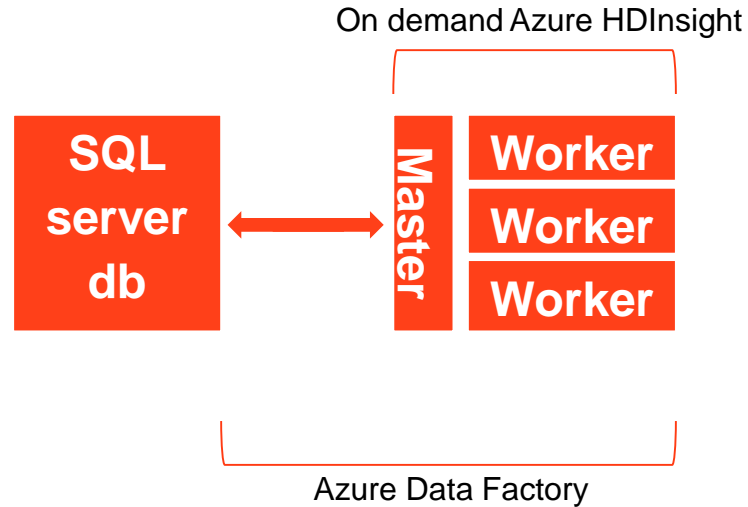 On demand Azure HDInsight
SQL
server
db
Master
Worker
Worker
Worker
Azure Data Factory